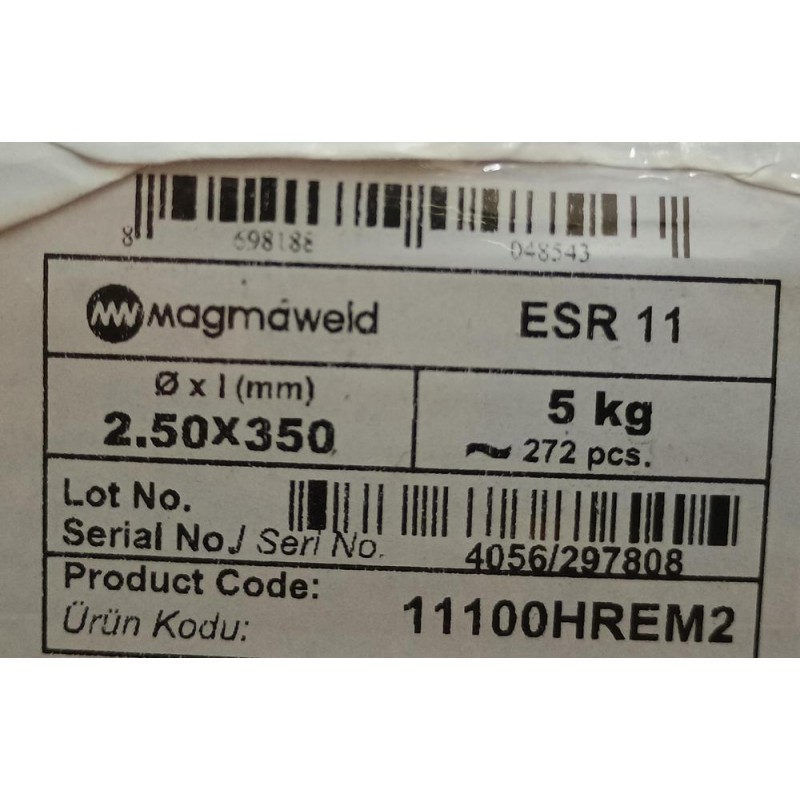 8 698188 048543
magmaweld ESR 11
Ø x l (mm)
2.50X350
5 kg
~ 272 pcs.
Lot No.
Serial No./ Seri No.
4056/297808
Product Code:
Ürün Kodu:
11100HREM2